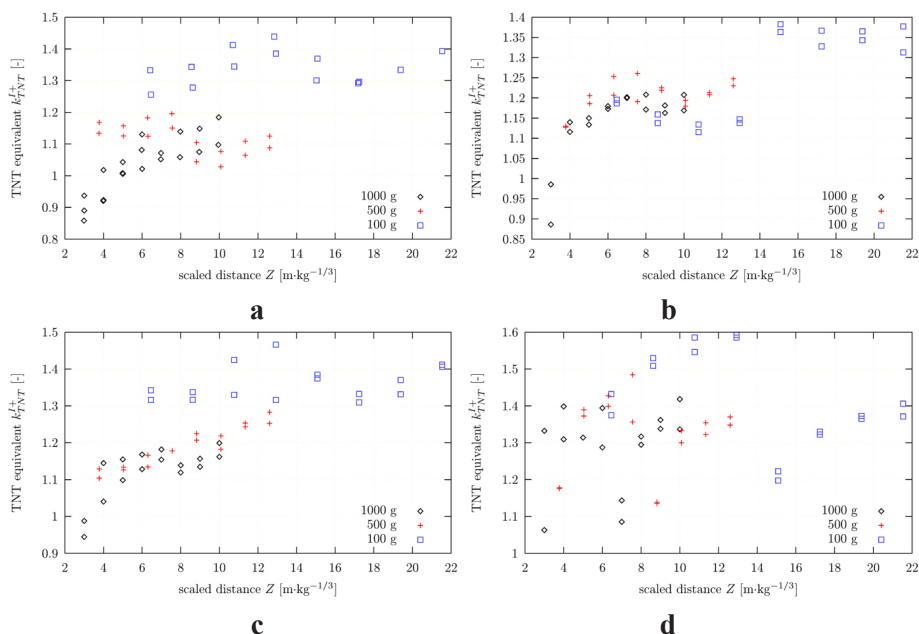 TNT equivalent k_{TNT}^{I+} [-]
1.5
1.4
1.3
1.2
1.1
1
0.9
0.8
1000 g
500 g
100 g
2 4 6 8 10 12 14 16 18 20 22
scaled distance Z [m·kg^{-1/3}]
a
TNT equivalent k_{TNT}^{I+} [-]
1.4
1.35
1.3
1.25
1.2
1.15
1.1
1.05
1
0.95
0.9
0.85
1000 g
500 g
100 g
2 4 6 8 10 12 14 16 18 20 22
scaled distance Z [m·kg^{-1/3}]
b
TNT equivalent k_{TNT}^{I+} [-]
1.5
1.4
1.3
1.2
1.1
1
0.9
1000 g
500 g
100 g
2 4 6 8 10 12 14 16 18 20 22
scaled distance Z [m·kg^{-1/3}]
c
TNT equivalent k_{TNT}^{I+} [-]
1.6
1.5
1.4
1.3
1.2
1.1
1
1000 g
500 g
100 g
2 4 6 8 10 12 14 16 18 20 22
scaled distance Z [m·kg^{-1/3}]
d